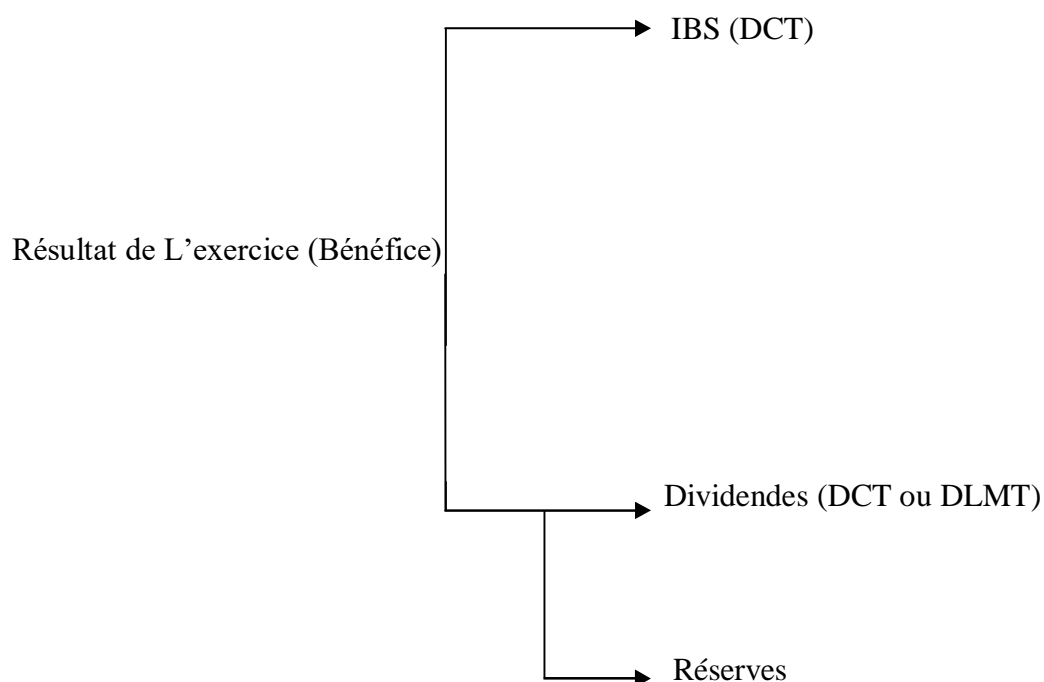 IBS (DCT)
Résultat de L’exercice (Bénéfice)
Dividendes (DCT ou DLMT)
Réserves